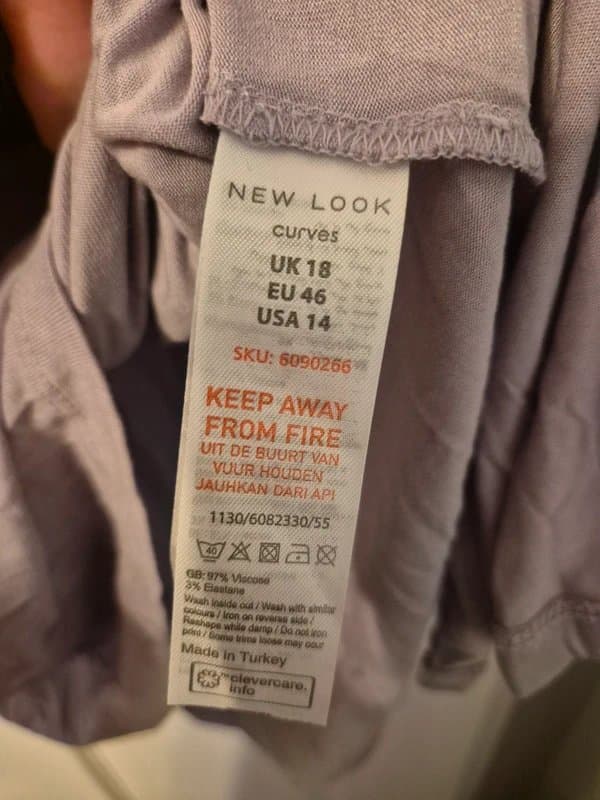 NEW LOOK
curves
UK 18
EU 46
USA 14
SKU: 6090266
KEEP AWAY
FROM FIRE
UIT DE BUURT VAN
VUUR HOUDEN
JAUHKAN DARI API
1130/6082330/55
40
GB: 97% Viscose
3% Elastane
Wash inside out / Wash with similar
colours / Iron on reverse side /
Reshape while damp / Do not iron
print / Some trims loose may occur
Made in Turkey
™clevercare.
info